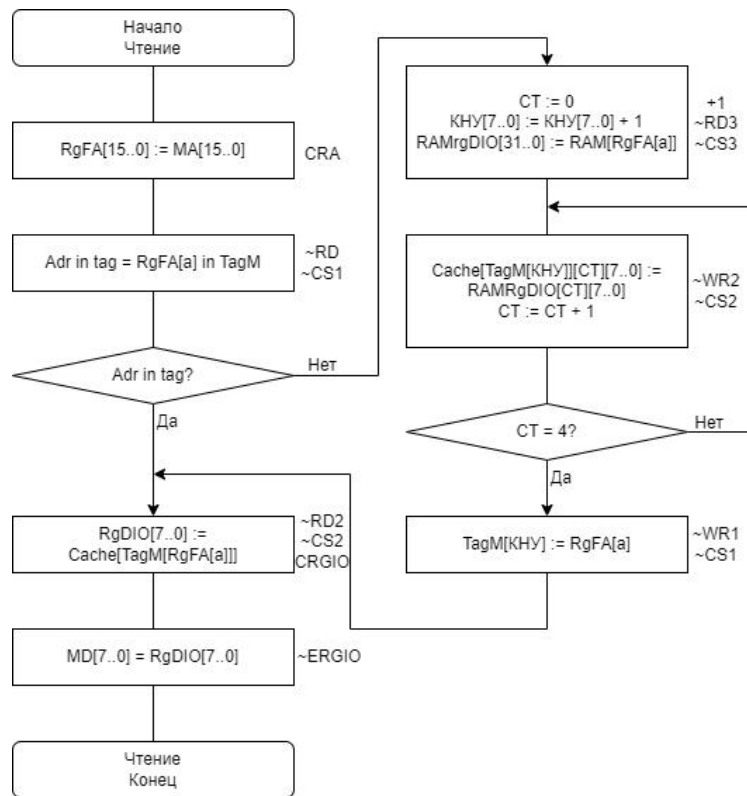 Начало
Чтение
RgFA[15..0] := MA[15..0]
CRA
Adr in tag = RgFA[a] in TagM
~RD
~CS1
Adr in tag?
Нет
Да
RgDIO[7..0] :=
Cache[TagM[RgFA[a]]]
~RD2
~CS2
CRGIO
MD[7..0] = RgDIO[7..0]
~ERGIO
Чтение
Конец
CT := 0
КНУ[7..0] := КНУ[7..0] + 1
RAMrgDIO[31..0] := RAM[RgFA[a]]
+1
~RD3
~CS3
Cache[TagM[КНУ]][CT][7..0] :=
RAMRgDIO[CT][7..0]
CT := CT + 1
~WR2
~CS2
CT = 4?
Нет
Да
TagM[КНУ] := RgFA[a]
~WR1
~CS1